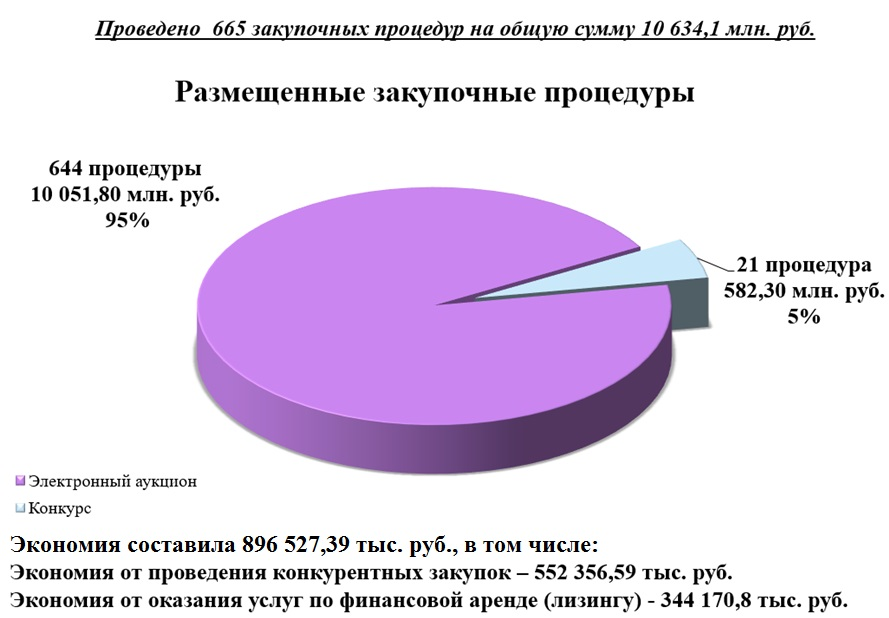 Проведено 665 закупочных процедур на общую сумму 10 634,1 млн. руб.
Размещенные закупочные процедуры
644 процедуры
10 051,80 млн. руб.
95%
21 процедура
582,30 млн. руб.
5%
Электронный аукцион
Конкурс
Экономия составила 896 527,39 тыс. руб., в том числе:
Экономия от проведения конкурентных закупок – 552 356,59 тыс. руб.
Экономия от оказания услуг по финансовой аренде (лизингу) - 344 170,8 тыс. руб.